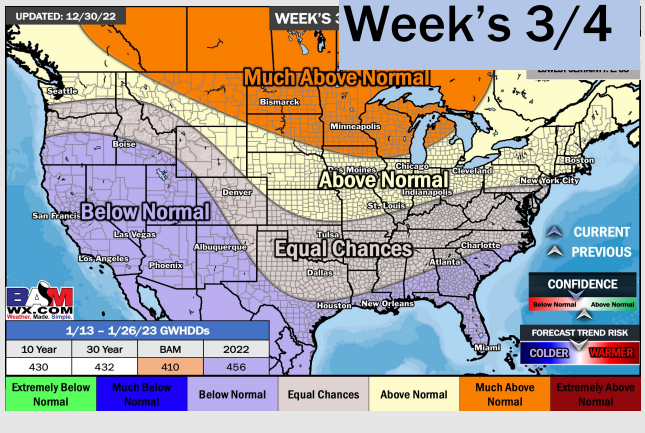 UPDATED: 12/30/22
WEEK'S 3
Week's 3/4
Much Above Normal
Seattle
Bismarck
Minneapolis
Boise
Des Moines
Chicago
Cleveland
Boston
Above Normal
New York City
Denver
Indianapolis
St. Louis
San Francis
Below Normal
Las Vegas
Tulsa
Albuquerque
Equal Chances
Charlotte
CURRENT
PREVIOUS
Los Angeles
Phoenix
Dallas
Atlanta
Houston
New Orleans
CONFIDENCE
Below Normal
Above Normal
BAM
WX.COM
Weather. Made. Simple.
FORECAST TREND RISK
COLDER
WARMER
Miami
1/13 – 1/26/23 GWHDDs
10 Year 30 Year BAM 2022
430 432 410 456
Extremely Below Normal
Much Below Normal
Below Normal
Equal Chances
Above Normal
Much Above Normal
Extremely Above Normal